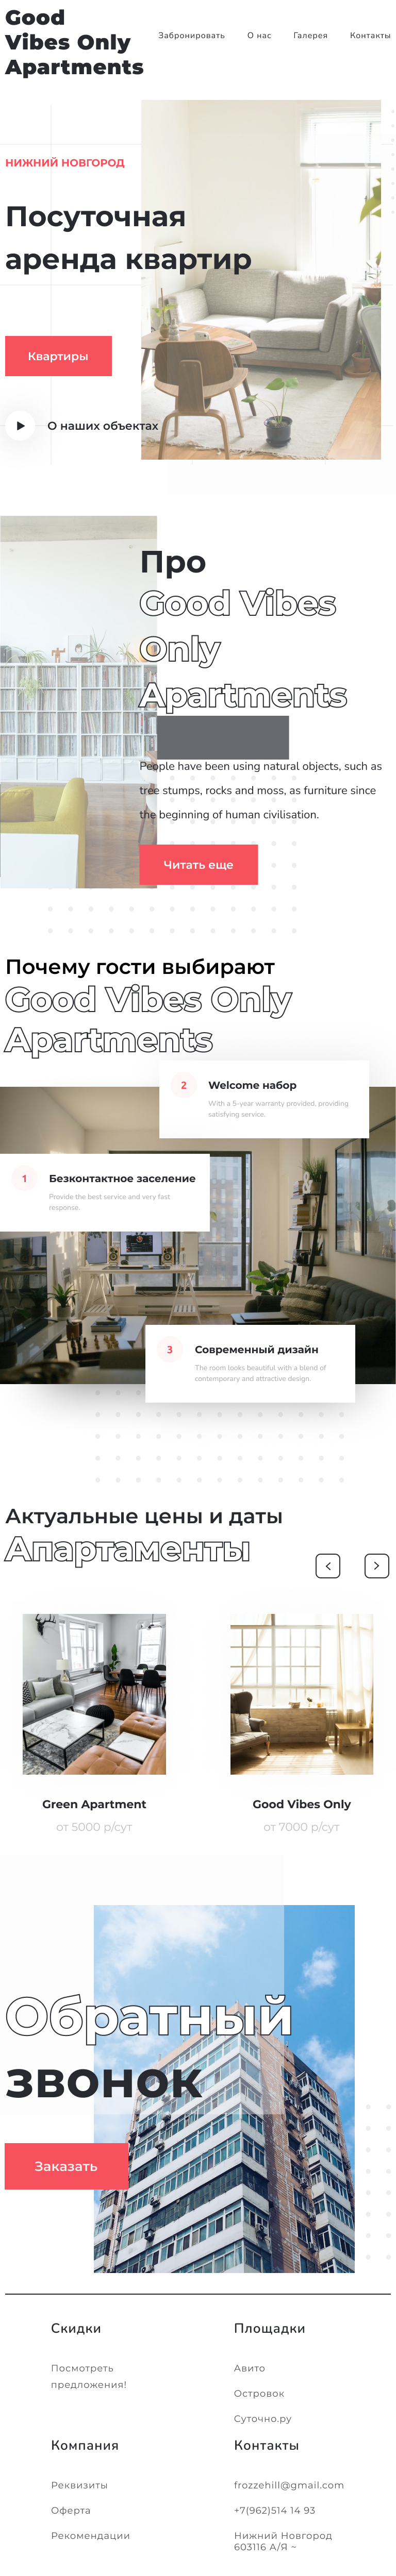 Good
Vibes Only
Apartments
Забронировать
О нас
Галерея
Контакты
НИЖНИЙ НОВГОРОД
Посуточная
аренда квартир
Квартиры
О наших объектах
Про
Good Vibes
Only
Apartments
People have been using natural objects, such as
tree stumps, rocks and moss, as furniture since
the beginning of human civilisation.
Читать еще
Почему гости выбирают
Good Vibes Only
Apartments
2
Welcome набор
With a 5-year warranty provided, providing
satisfying service.
1
Безконтактное заселение
Provide the best service and very fast
response.
3
Современный дизайн
The room looks beautiful with a blend of
contemporary and attractive design.
Актуальные цены и даты
Апартаменты
Green Apartment
от 5000 р/сут
Good Vibes Only
от 7000 р/сут
Обратный
звонок
Заказать
Скидки
Посмотреть
предложения!
Площадки
Авито
Островок
Суточно.ру
Компания
Реквизиты
Оферта
Рекомендации
Контакты
frozzehill@gmail.com
+7(962)514 14 93
Нижний Новгород
603116 А/Я ~